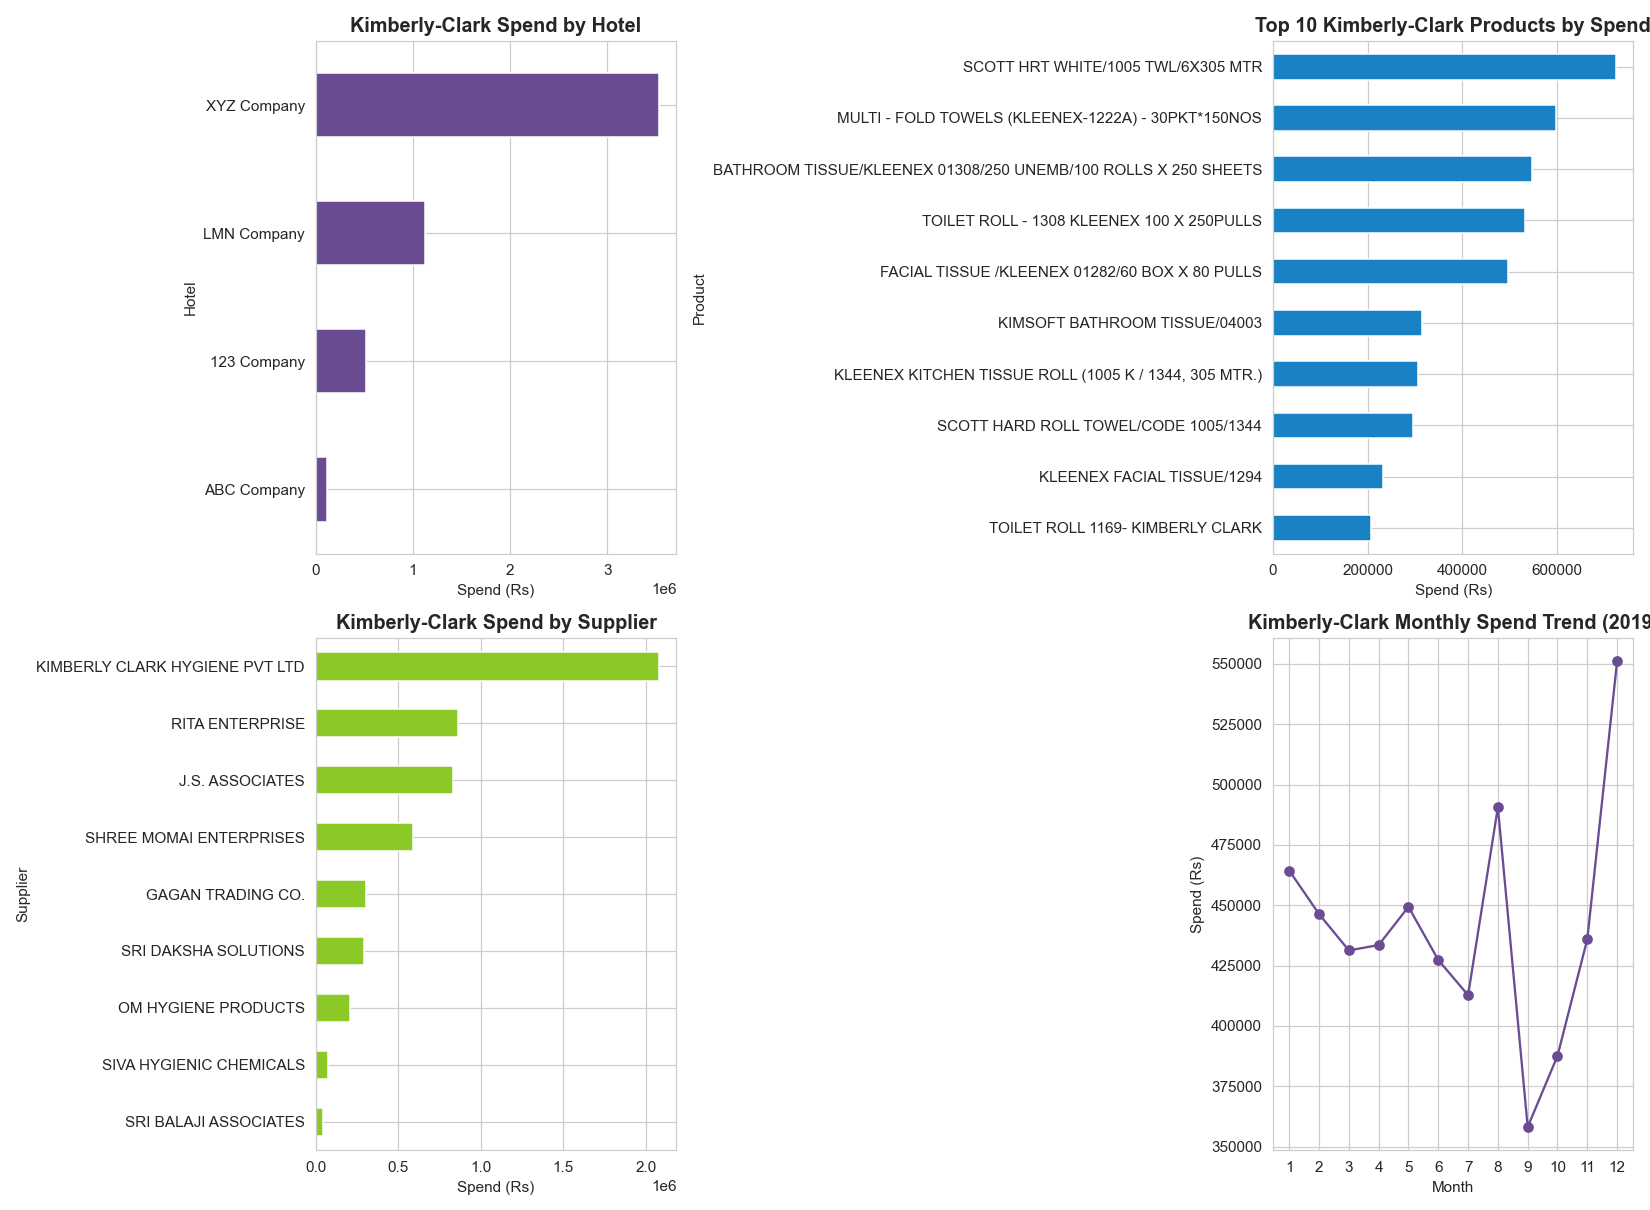 Kimberly-Clark Spend by Hotel
Hotel
XYZ Company
LMN Company
123 Company
ABC Company
0 1 2 3
1e6
Spend (Rs)
Top 10 Kimberly-Clark Products by Spend
Product
SCOTT HRT WHITE/1005 TWL/6X305 MTR
MULTI - FOLD TOWELS (KLEENEX-1222A) - 30PKT*150NOS
BATHROOM TISSUE/KLEENEX 01308/250 UNEMB/100 ROLLS X 250 SHEETS
TOILET ROLL - 1308 KLEENEX 100 X 250PULLS
FACIAL TISSUE /KLEENEX 01282/60 BOX X 80 PULLS
KIMSOFT BATHROOM TISSUE/04003
KLEENEX KITCHEN TISSUE ROLL (1005 K / 1344, 305 MTR.)
SCOTT HARD ROLL TOWEL/CODE 1005/1344
KLEENEX FACIAL TISSUE/1294
TOILET ROLL 1169- KIMBERLY CLARK
0 200000 400000 600000
Spend (Rs)
Kimberly-Clark Spend by Supplier
Supplier
KIMBERLY CLARK HYGIENE PVT LTD
RITA ENTERPRISE
J.S. ASSOCIATES
SHREE MOMAI ENTERPRISES
GAGAN TRADING CO.
SRI DAKSHA SOLUTIONS
OM HYGIENE PRODUCTS
SIVA HYGIENIC CHEMICALS
SRI BALAJI ASSOCIATES
0.0 0.5 1.0 1.5 2.0
1e6
Spend (Rs)
Kimberly-Clark Monthly Spend Trend (2019
Spend (Rs)
550000
525000
500000
475000
450000
425000
400000
375000
350000
1 2 3 4 5 6 7 8 9 10 11 12
Month